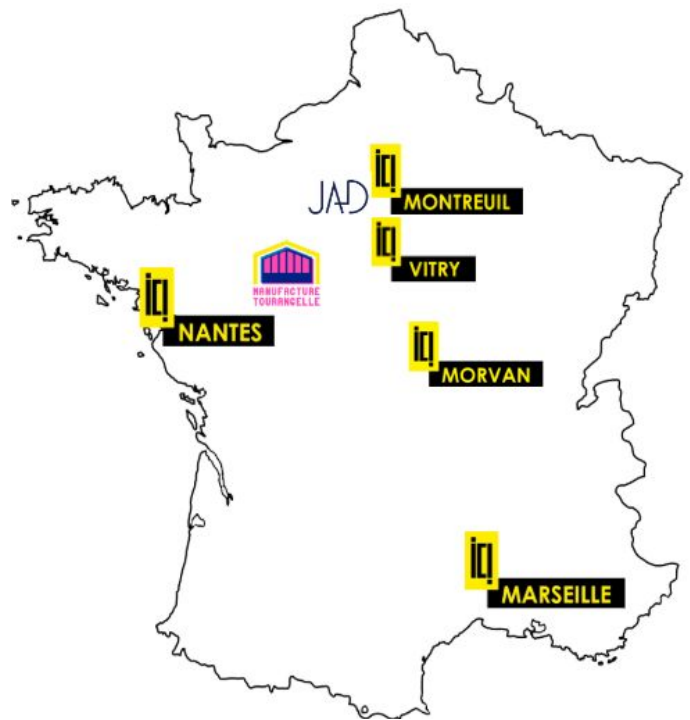 ici
MONTREUIL
JAD
ici
VITRY
MANUFACTURE
TOURANGELLE
ici
NANTES
ici
MORVAN
ici
MARSEILLE